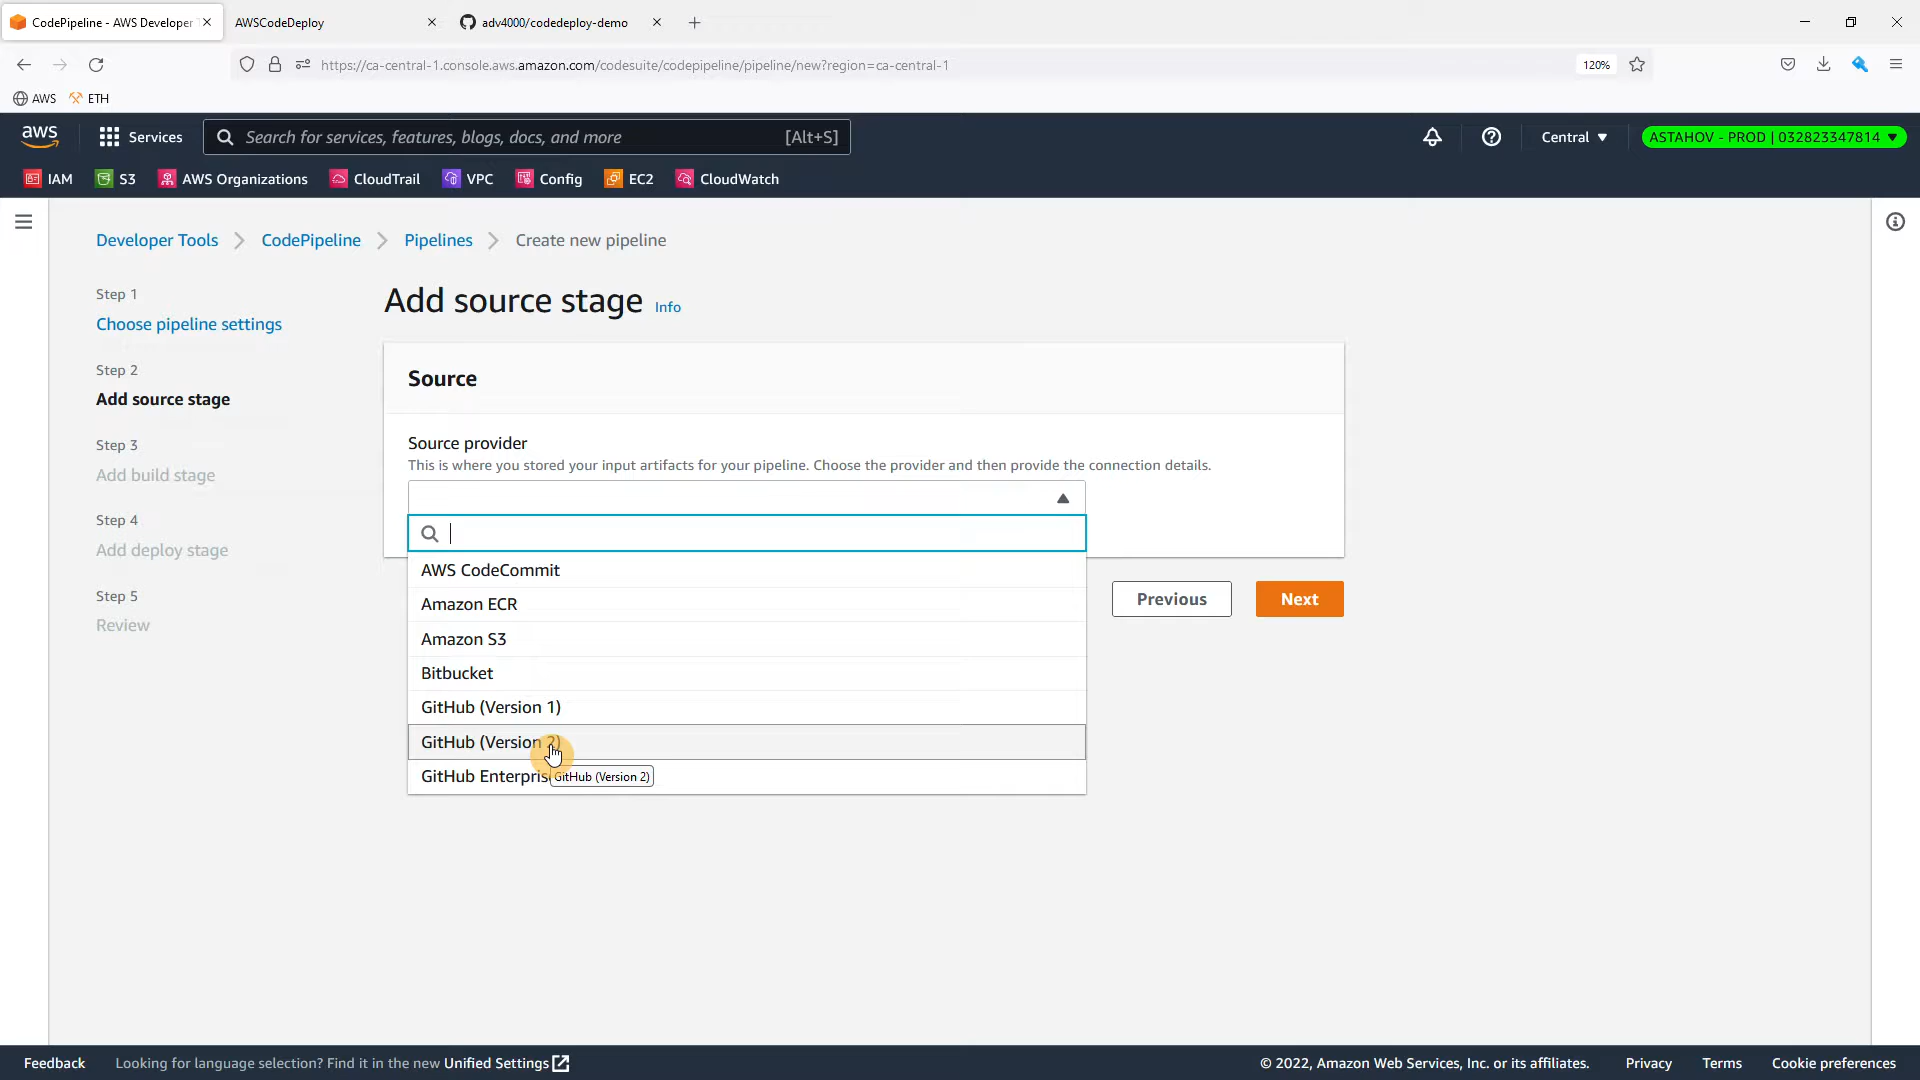 CodePipeline - AWS Developer T
AWSCodeDeploy
adv4000/codedeploy-demo
https://ca-central-1.console.aws.amazon.com/codesuite/codepipeline/pipeline/new?region=ca-central-1
120%
AWS
ETH
aws
Services
Search for services, features, blogs, docs, and more
[Alt+S]
Central
ASTAHOV - PROD | 032823347814
IAM
S3
AWS Organizations
CloudTrail
VPC
Config
EC2
CloudWatch
Developer Tools
CodePipeline
Pipelines
Create new pipeline
Step 1
Choose pipeline settings
Step 2
Add source stage
Step 3
Add build stage
Step 4
Add deploy stage
Step 5
Review
Add source stage
Info
Source
Source provider
This is where you stored your input artifacts for your pipeline. Choose the provider and then provide the connection details.
AWS CodeCommit
Amazon ECR
Amazon S3
Bitbucket
GitHub (Version 1)
GitHub (Version 2)
GitHub Enterpris
GitHub (Version 2)
Previous
Next
Feedback
Looking for language selection? Find it in the new Unified Settings
© 2022, Amazon Web Services, Inc. or its affiliates.
Privacy
Terms
Cookie preferences